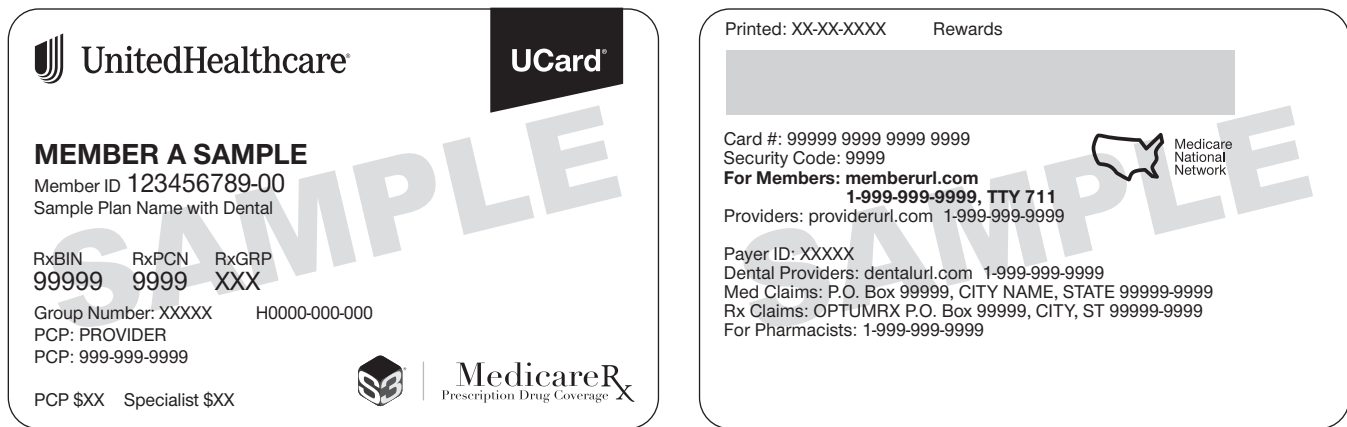 UnitedHealthcare®
UCard®
SAMPLE
MEMBER A SAMPLE
Member ID 123456789-00
Sample Plan Name with Dental
RxBIN RxPCN RxGRP
99999 9999 XXX
Group Number: XXXXX H0000-000-000
PCP: PROVIDER
PCP: 999-999-9999
PCP $XX Specialist $XX
S3
MedicareRx
Prescription Drug Coverage
Printed: XX-XX-XXXX Rewards
SAMPLE
Card #: 99999 9999 9999 9999
Security Code: 9999
For Members: memberurl.com
1-999-999-9999, TTY 711
Providers: providerurl.com 1-999-999-9999
Medicare
National
Network
Payer ID: XXXXX
Dental Providers: dentalurl.com 1-999-999-9999
Med Claims: P.O. Box 99999, CITY NAME, STATE 99999-9999
Rx Claims: OPTUMRX P.O. Box 99999, CITY, ST 99999-9999
For Pharmacists: 1-999-999-9999